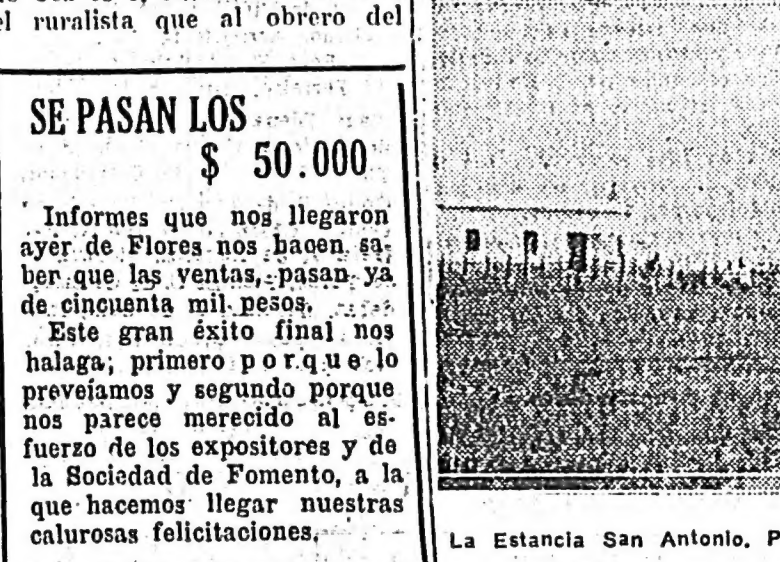 el ruralista que al obrero del
SE PASAN LOS
$ 50.000
Informes que nos llegaron
ayer de Flores nos hacen sa-
ber que las ventas, pasan ya
de cincuenta mil pesos.
Este gran éxito final nos
halaga; primero porque lo
preveíamos y segundo porque
nos parece merecido al es-
fuerzo de los expositores y de
la Sociedad de Fomento, a la
que hacemos llegar nuestras
calurosas felicitaciones.
La Estancia San Antonio. P